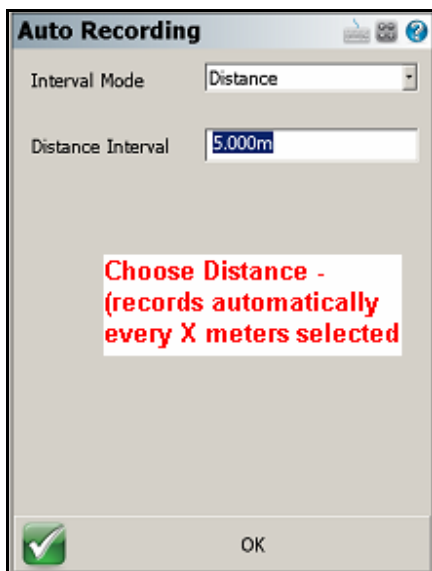 Auto Recording
Interval Mode Distance
Distance Interval 5.000m
Choose Distance -
(records automatically
every X meters selected
OK